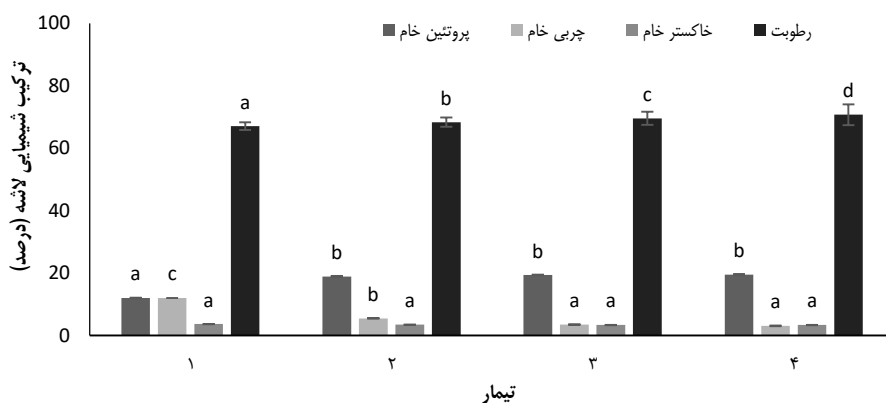 100
پروتئین خام چربی خام خاکستر خام رطوبت
80
60
40
20
0
ترکیب شیمیایی لاشه (درصد)
a c a a
b b a b
b a a c
b a a d
۱ ۲ ۳ ۴
تیمار